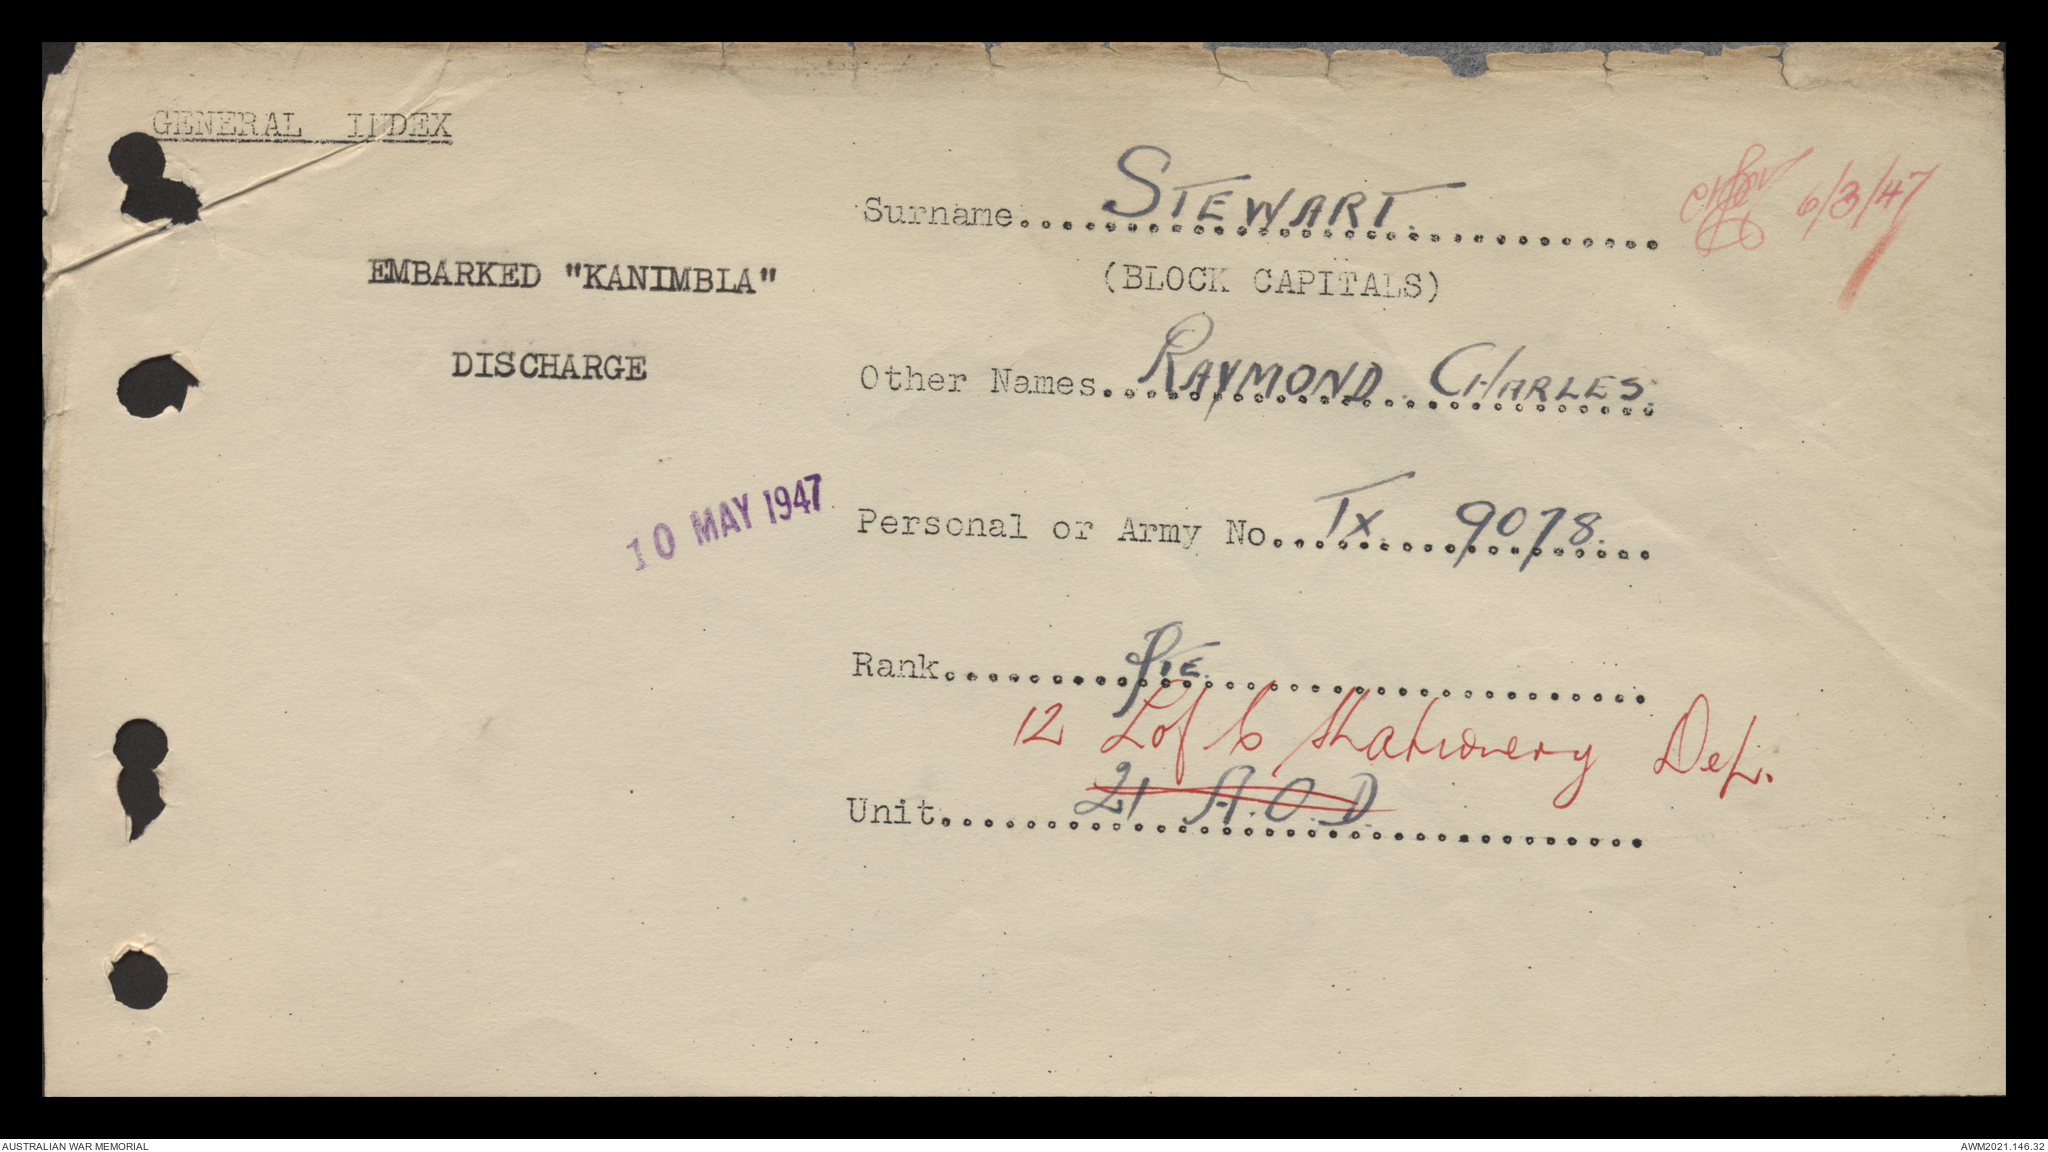 GENERAL INDEX
Surname.... STEWART
6/3/47
(BLOCK CAPITALS)
EMBARKED "KANIMBLA"
DISCHARGE
Other Names.. RAYMOND CHARLES
10 MAY 1947
Personal or Army No. TX 9078.
Rank.... PTE.
12 L of C Stationery Dep.
Unit.... 21 A.O.D.
AUSTRALIAN WAR MEMORIAL
AWM2021.146.32